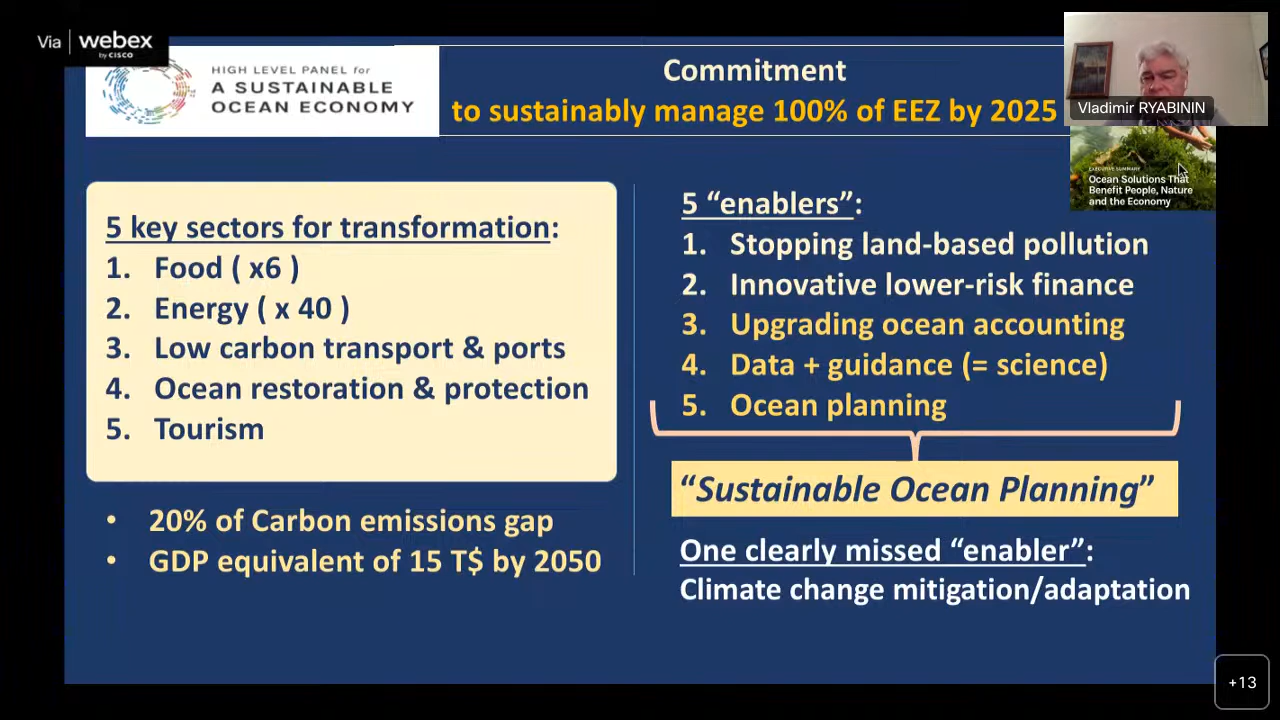 Via webex
by CISCO
HIGH LEVEL PANEL for
A SUSTAINABLE
OCEAN ECONOMY
Commitment
to sustainably manage 100% of EEZ by 2025
Vladimir RYABININ
EXECUTIVE SUMMARY
Ocean Solutions That
Benefit People, Nature
and the Economy
5 key sectors for transformation:
1. Food ( x6 )
2. Energy ( x 40 )
3. Low carbon transport & ports
4. Ocean restoration & protection
5. Tourism
• 20% of Carbon emissions gap
• GDP equivalent of 15 T$ by 2050
5 “enablers”:
1. Stopping land-based pollution
2. Innovative lower-risk finance
3. Upgrading ocean accounting
4. Data + guidance (= science)
5. Ocean planning
“Sustainable Ocean Planning”
One clearly missed “enabler”:
Climate change mitigation/adaptation
+13